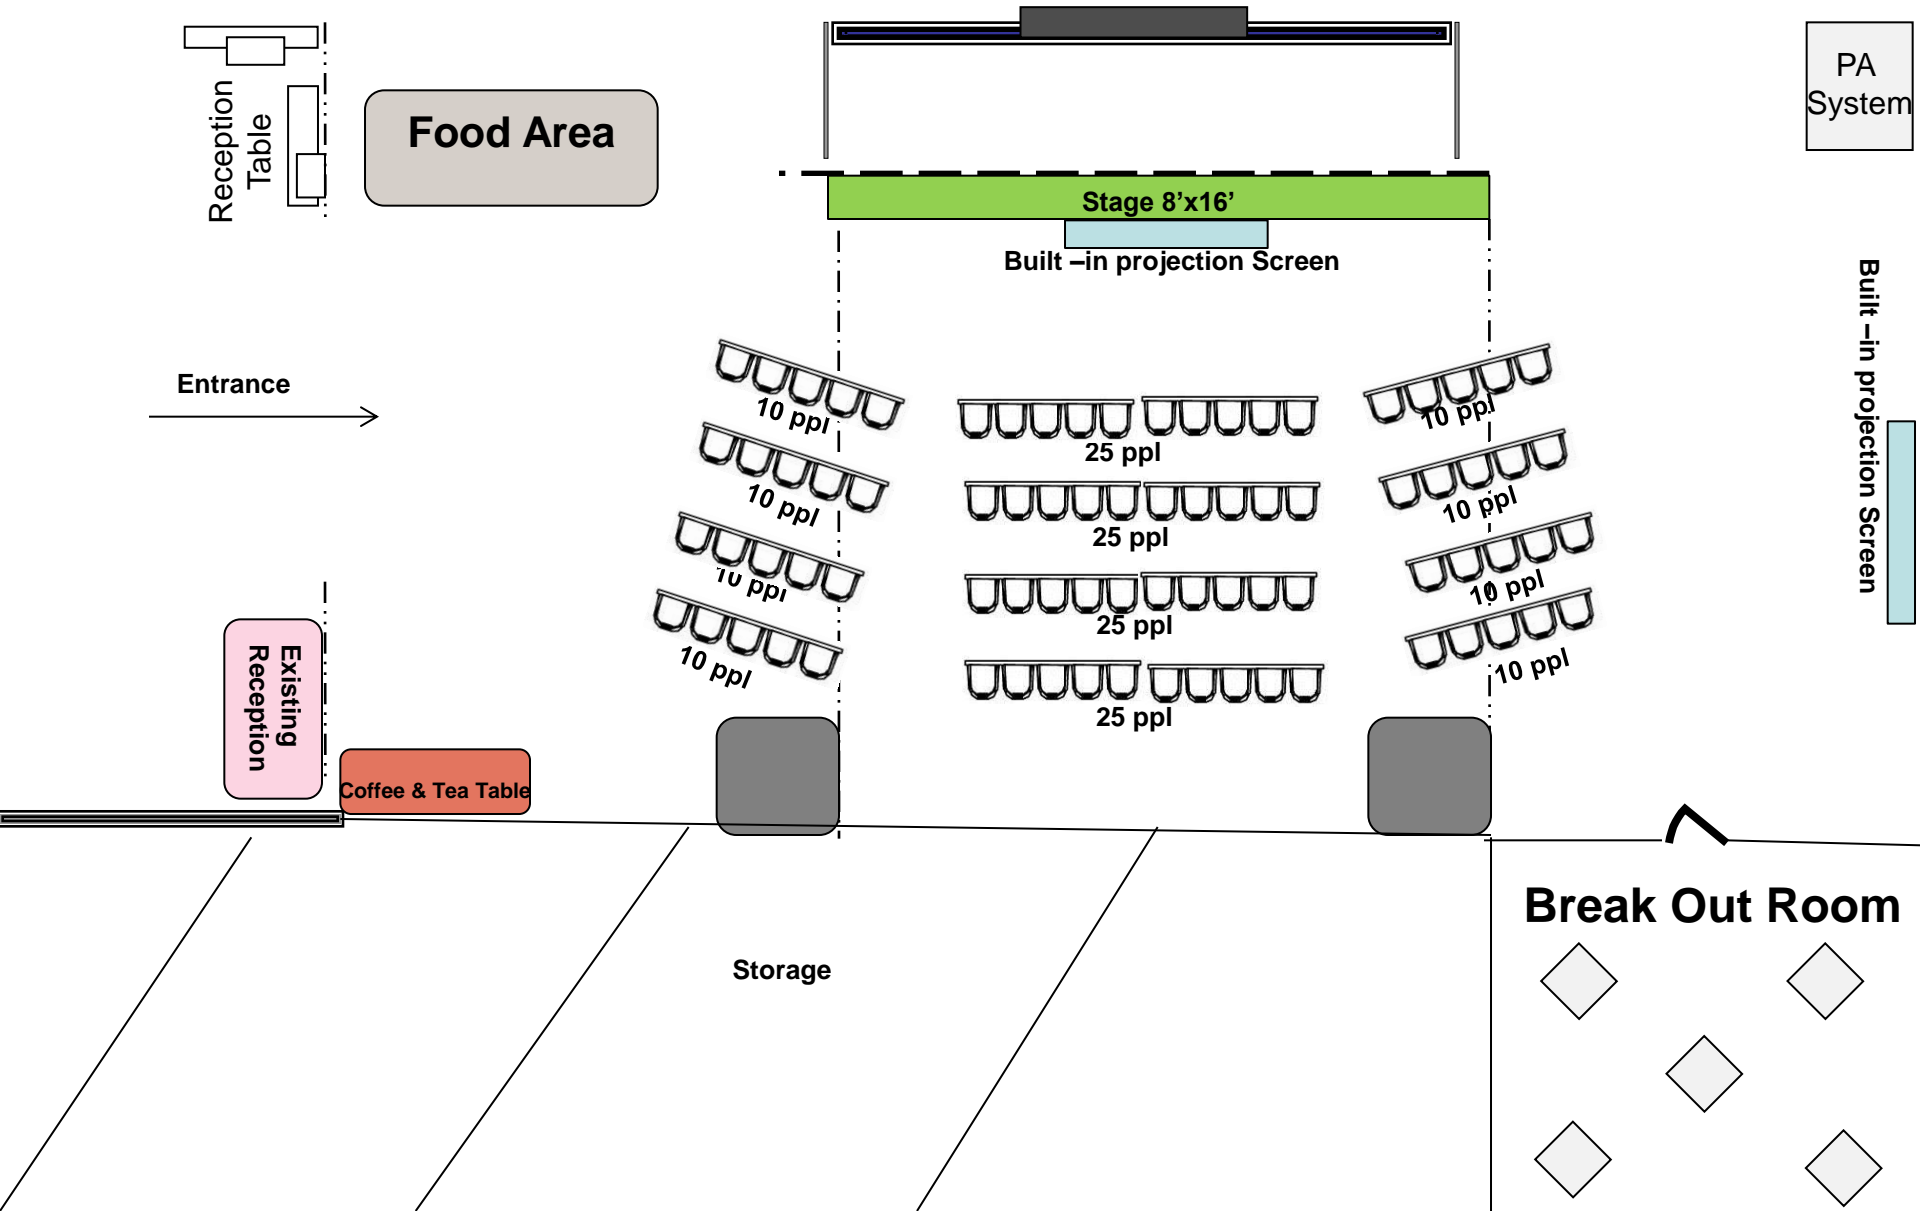 Reception
Table
Food Area
PA
System
Stage 8’x16’
Built –in projection Screen
Built –in projection Screen
Entrance
10 ppl
10 ppl
10 ppl
10 ppl
25 ppl
25 ppl
25 ppl
25 ppl
10 ppl
10 ppl
10 ppl
10 ppl
Existing
Reception
Coffee & Tea Table
Storage
Break Out Room